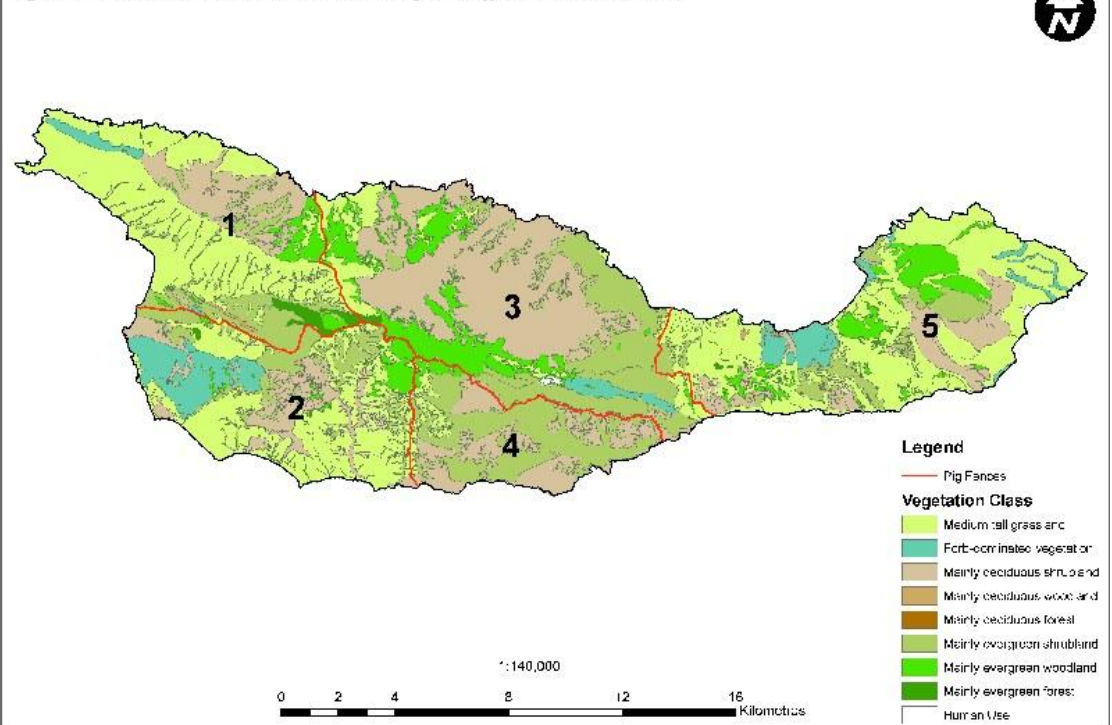 N
1
3
5
2
4
Legend
Pig Fences
Vegetation Class
Medium tall grassland
Forb-dominated vegetation
Mainly deciduous shrubland
Mainly deciduous woodland
Mainly deciduous forest
Mainly evergreen shrubland
Mainly evergreen woodland
Mainly evergreen forest
Human Use
1:140,000
0 2 4 8 12 16
Kilometros